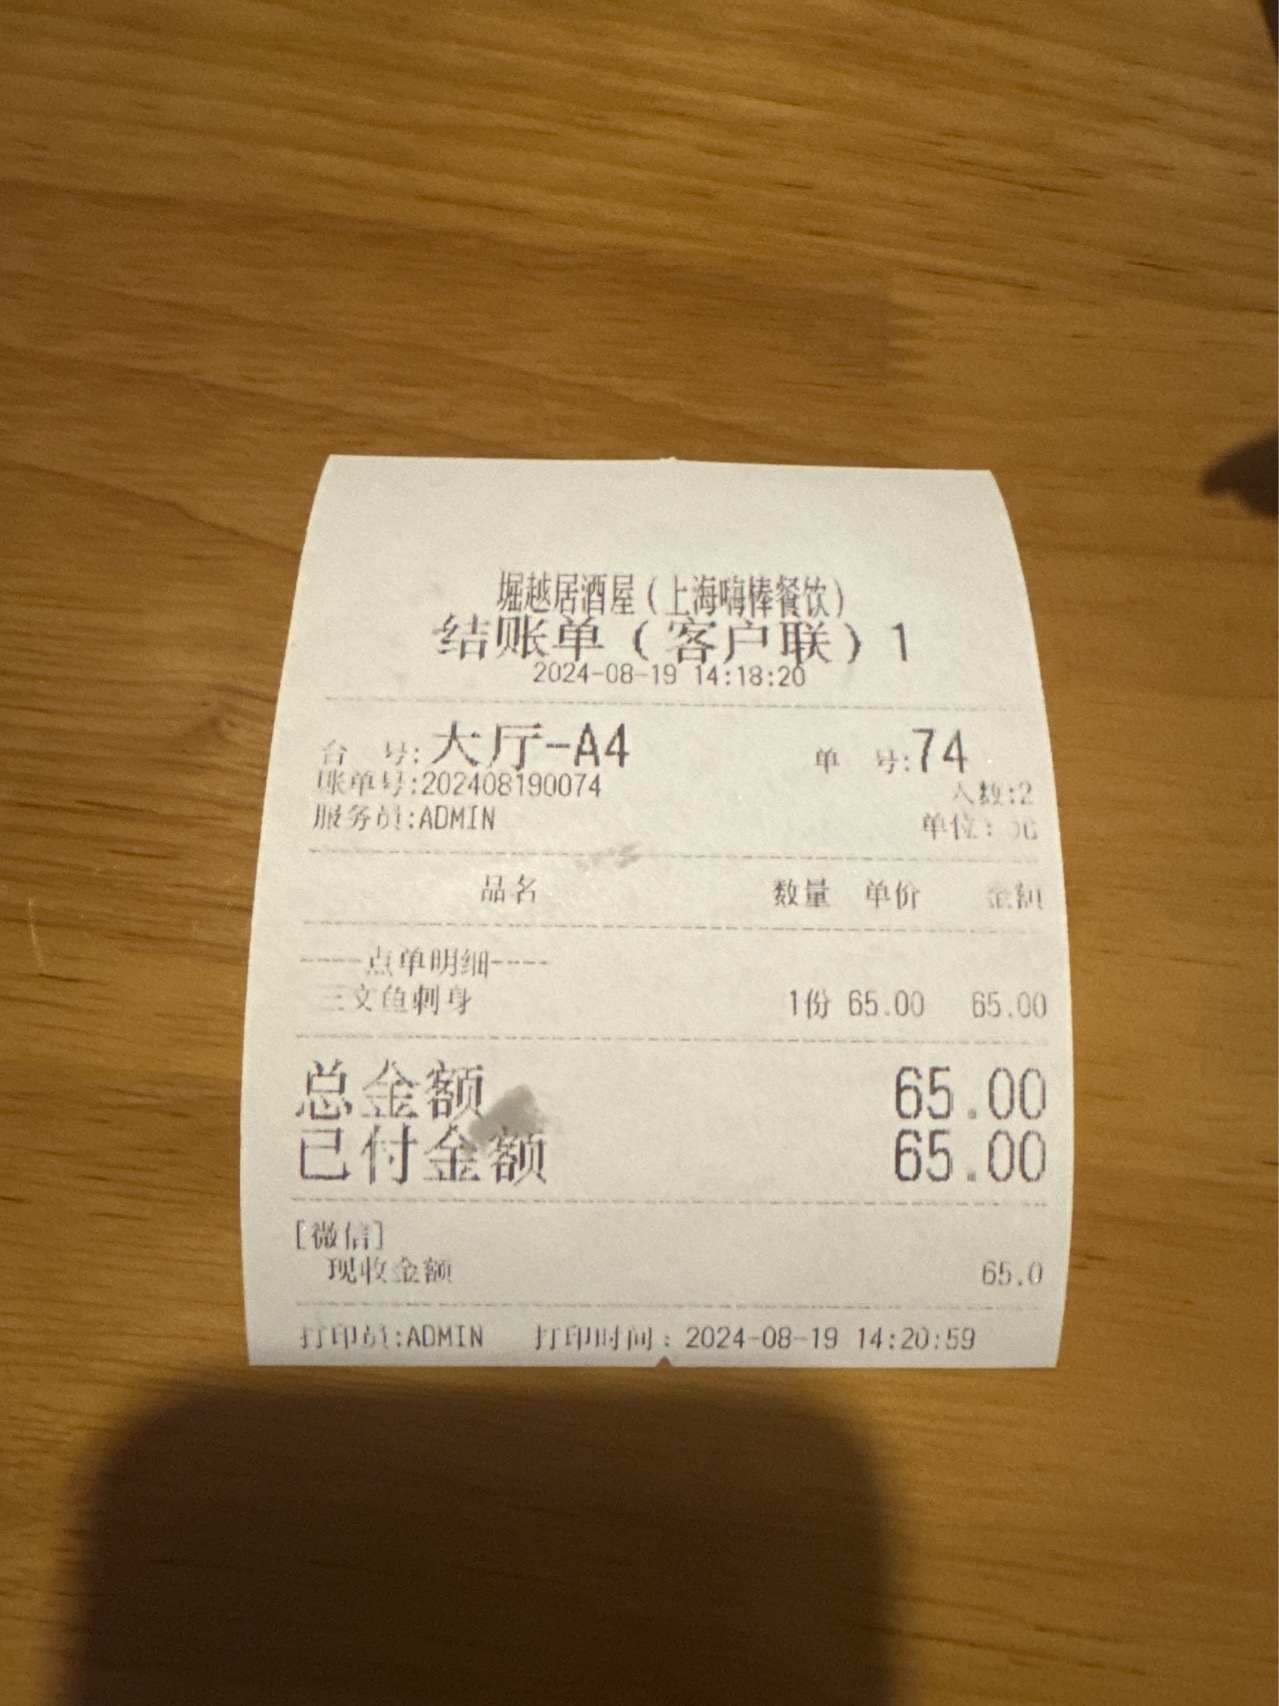 堀越居酒屋(上海嗨棒餐饮)
结账单(客户联)1
2024-08-19 14:18:20
台 号:大厅-A4 单 号:74
账单号:202408190074 人数:2
服务员:ADMIN 单位:元
品名 数量 单价 金额
----点单明细----
三文鱼刺身 1份 65.00 65.00
总金额 65.00
已付金额 65.00
[微信]
现收金额 65.0
打印员:ADMIN 打印时间:2024-08-19 14:20:59